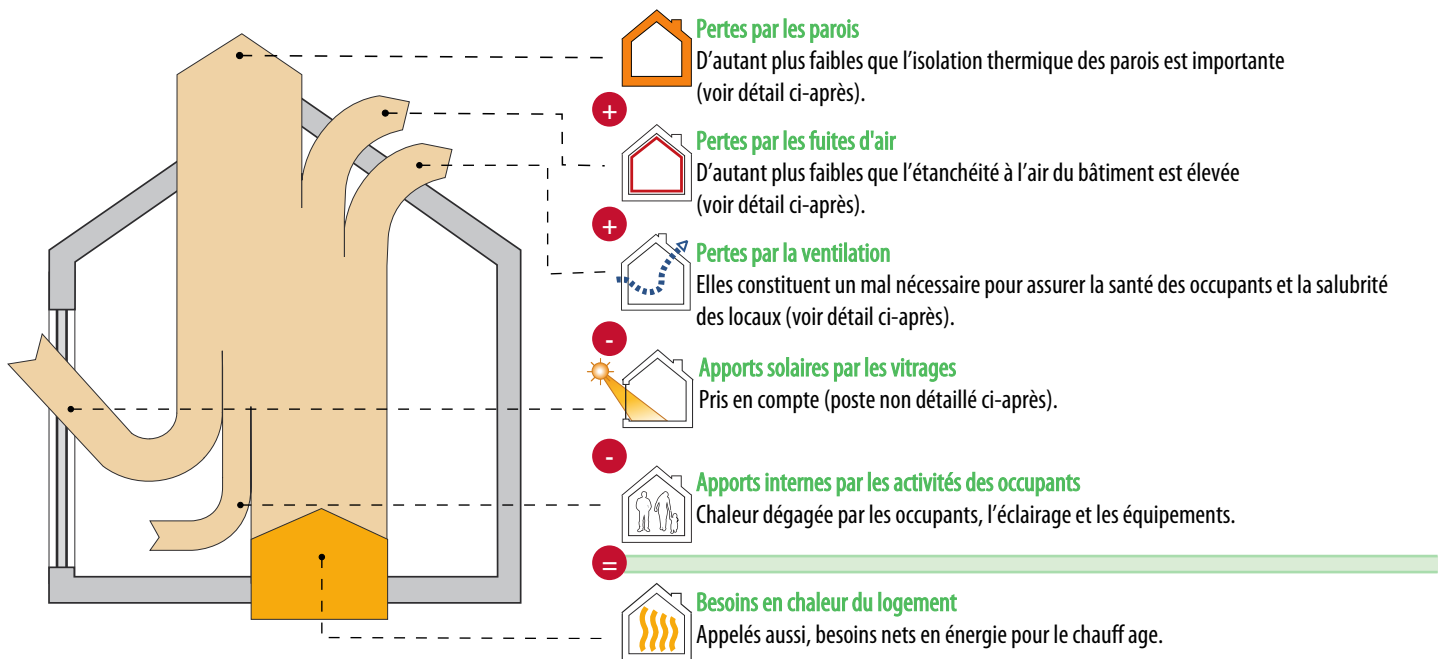 Pertes par les parois
D'autant plus faibles que l'isolation thermique des parois est importante
(voir détail ci-après).
+
Pertes par les fuites d'air
D'autant plus faibles que l'étanchéité à l'air du bâtiment est élevée
(voir détail ci-après).
+
Pertes par la ventilation
Elles constituent un mal nécessaire pour assurer la santé des occupants et la salubrité
des locaux (voir détail ci-après).
-
Apports solaires par les vitrages
Pris en compte (poste non détaillé ci-après).
-
Apports internes par les activités des occupants
Chaleur dégagée par les occupants, l'éclairage et les équipements.
=
Besoins en chaleur du logement
Appelés aussi, besoins nets en énergie pour le chauff age.